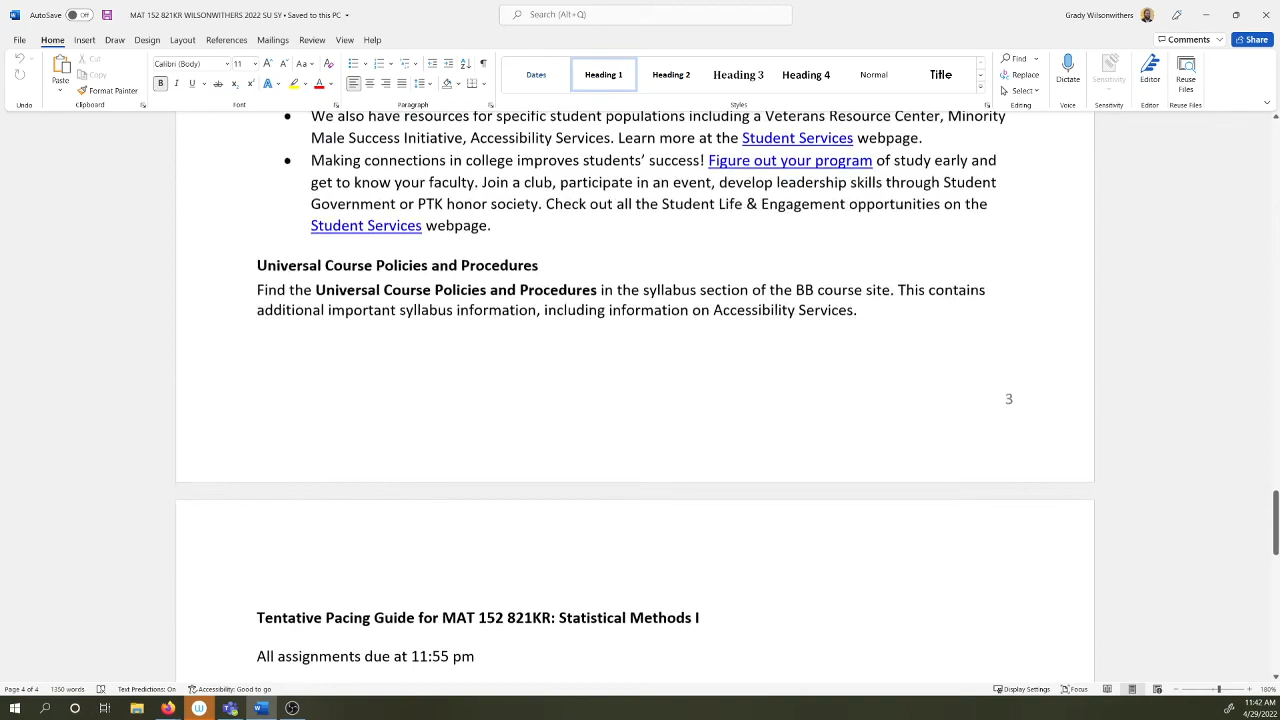 AutoSave Off MAT 152 821KR WILSONWITHERS 2022 SU 5Y • Saved to this PC Search (Alt+Q) Grady Wilsonwithers
File Home Insert Draw Design Layout References Mailings Review View Help Comments Share
Paste Cut Copy Format Painter Calibri (Body) 11 Dates Heading 1 Heading 2 Heading 3 Heading 4 Normal Title Find Replace Select Dictate Sensitivity Editor Reuse Files
Undo Clipboard Font Paragraph Styles Editing Voice Sensitivity Editor Reuse Files
We also have resources for specific student populations including a Veterans Resource Center, Minority
Male Success Initiative, Accessibility Services. Learn more at the Student Services webpage.
Making connections in college improves students’ success! Figure out your program of study early and
get to know your faculty. Join a club, participate in an event, develop leadership skills through Student
Government or PTK honor society. Check out all the Student Life & Engagement opportunities on the
Student Services webpage.
Universal Course Policies and Procedures
Find the Universal Course Policies and Procedures in the syllabus section of the BB course site. This contains
additional important syllabus information, including information on Accessibility Services.
3
Tentative Pacing Guide for MAT 152 821KR: Statistical Methods I
All assignments due at 11:55 pm
Page 4 of 4 1350 words Text Predictions: On Accessibility: Good to go Display Settings Focus 180%
11:42 AM
4/29/2022